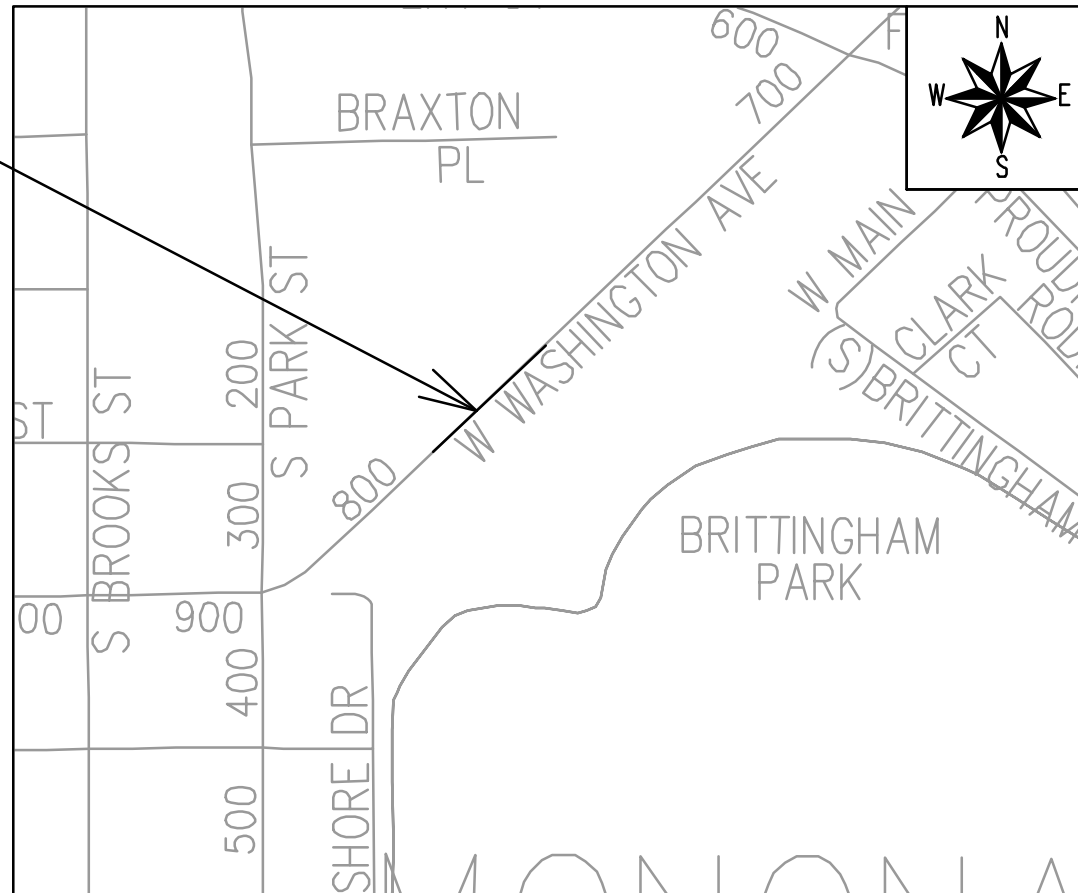 600
700
N
W
E
S
BRAXTON
PL
W WASHINGTON AVE
W MAIN
CLARK
CT
(S)BRITTINGHAM
S PARK ST
200
300
S BROOKS ST
ST
800
BRITTINGHAM
PARK
00
900
400
SHORE DR
500